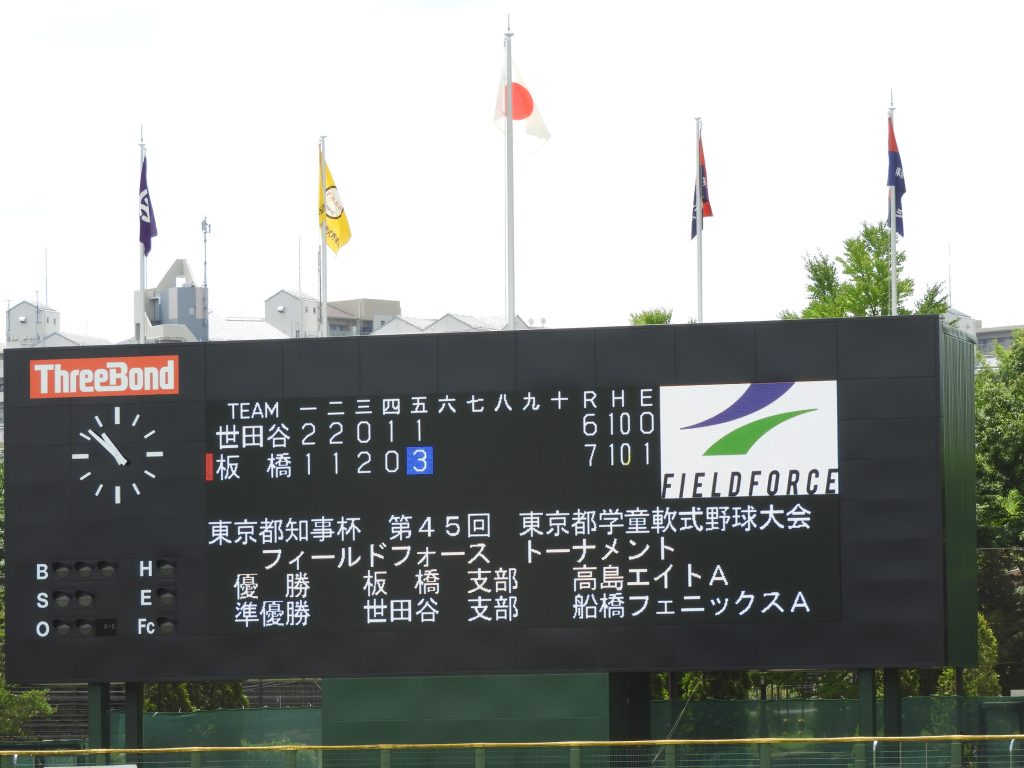 ThreeBond
TEAM 一 二 三 四 五 六 七 八 九 十 R H E
世田谷 2 2 0 1 1 6 10 0
板橋 1 1 2 0 3 7 10 1
FIELDFORCE
東京都知事杯 第45回 東京都学童軟式野球大会
フィールドフォース トーナメント
優勝 板橋支部 高島エイトA
準優勝 世田谷支部 船橋フェニックスA
B H
S E
O Fc